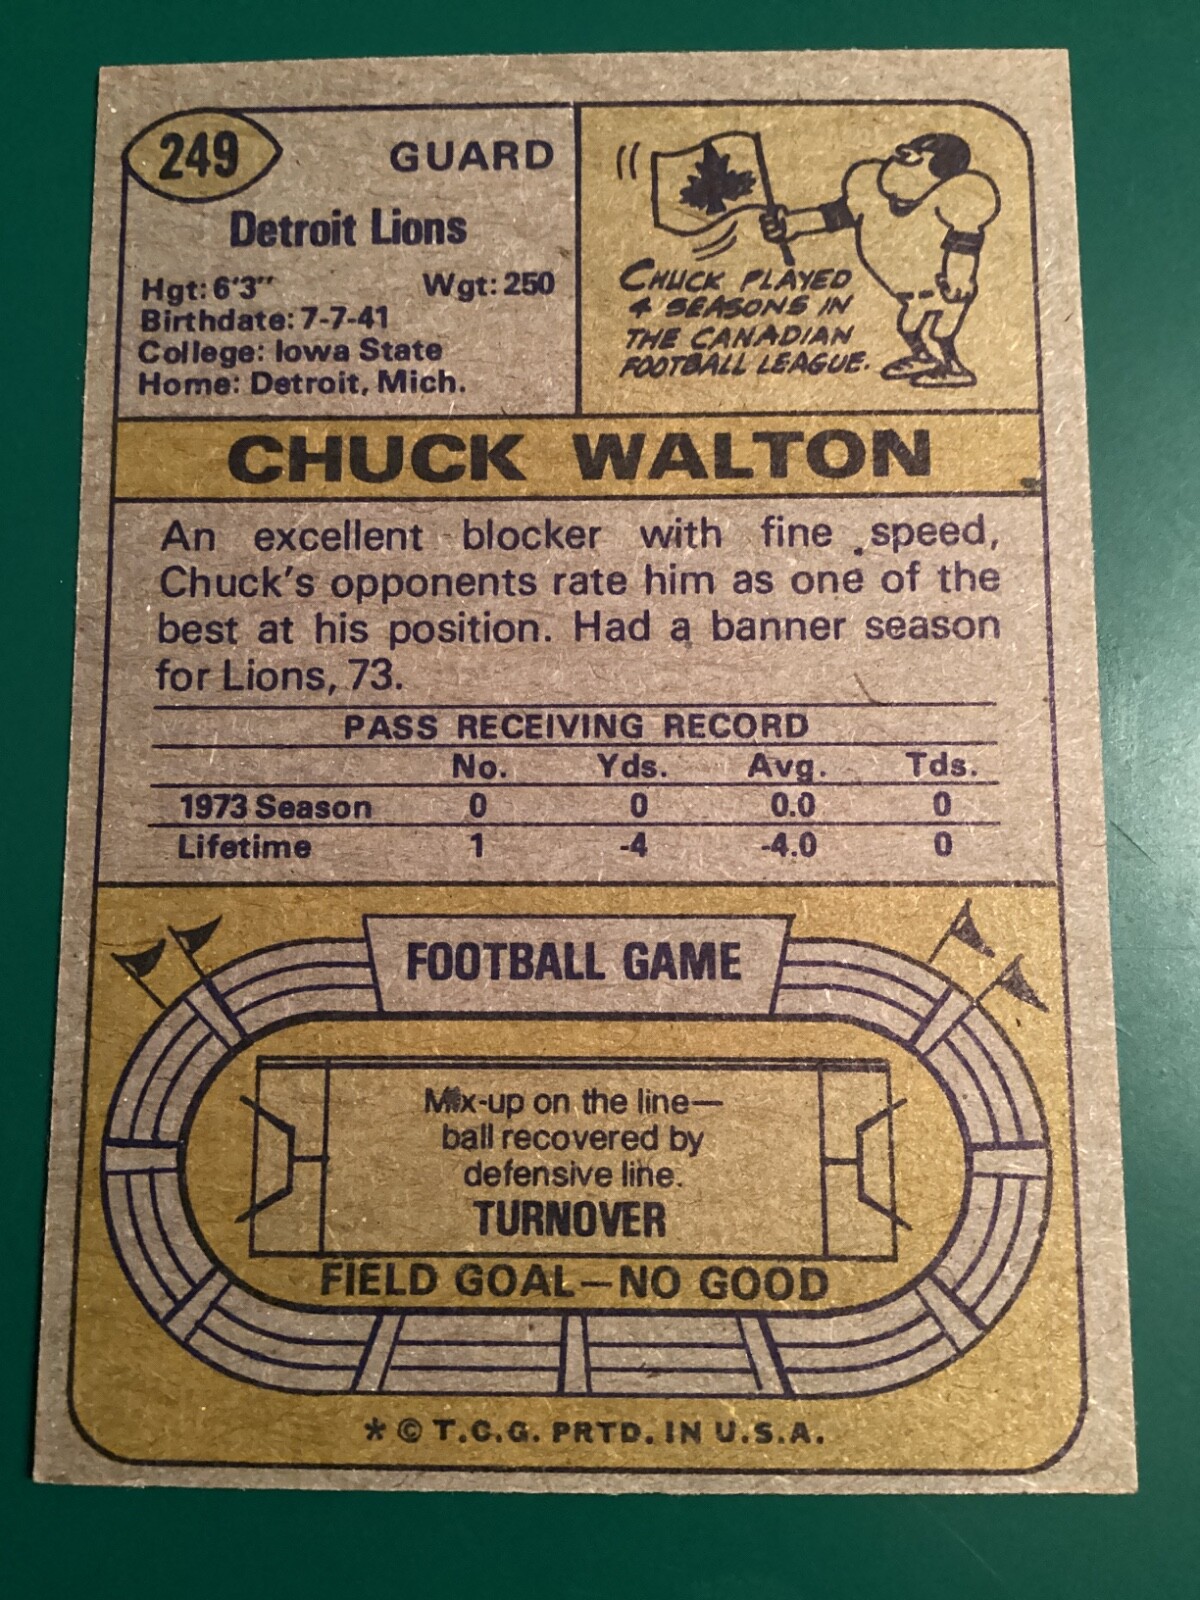 249
GUARD
Detroit Lions
Hgt: 6'3" Wgt: 250
Birthdate: 7-7-41
College: Iowa State
Home: Detroit, Mich.
CHUCK PLAYED
4 SEASONS IN
THE CANADIAN
FOOTBALL LEAGUE.
CHUCK WALTON
An excellent blocker with fine speed,
Chuck's opponents rate him as one of the
best at his position. Had a banner season
for Lions, 73.
PASS RECEIVING RECORD
No. Yds. Avg. Tds.
1973 Season 0 0 0.0 0
Lifetime 1 -4 -4.0 0
FOOTBALL GAME
Mix-up on the line—
ball recovered by
defensive line.
TURNOVER
FIELD GOAL—NO GOOD
* © T.C.G. PRTD. IN U.S.A.